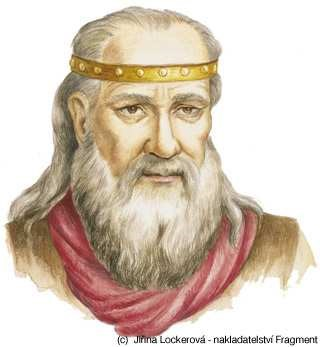 (c) Jiřina Lockerová - nakladatelství Fragment